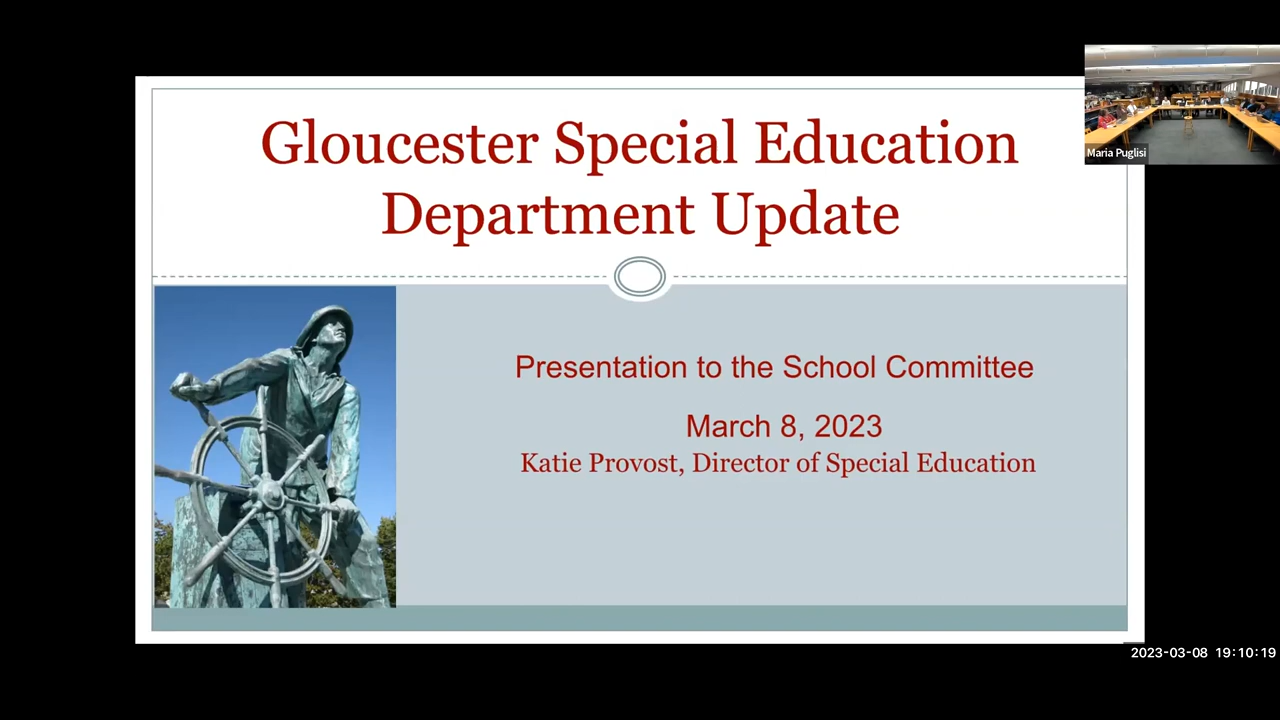 Gloucester Special Education
Department Update
Maria Puglisi
Presentation to the School Committee
March 8, 2023
Katie Provost, Director of Special Education
2023-03-08 19:10:19